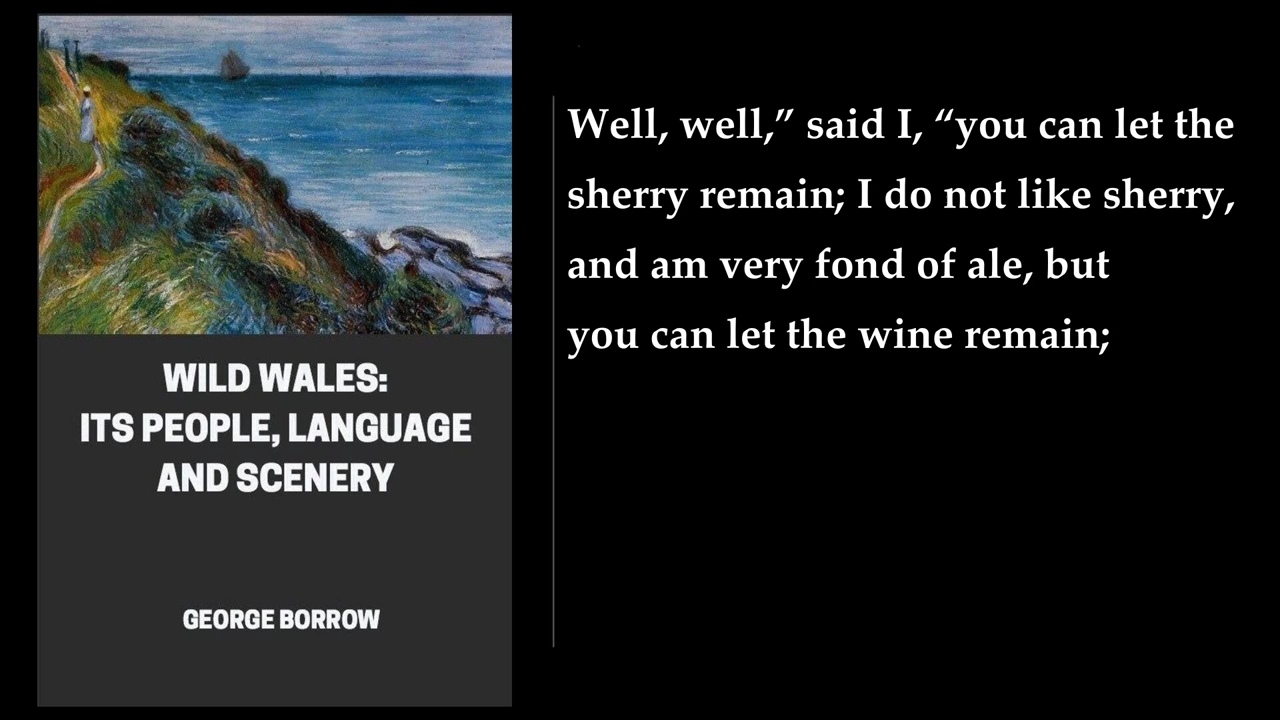 WILD WALES:
ITS PEOPLE, LANGUAGE
AND SCENERY
GEORGE BORROW
Well, well,” said I, “you can let the
sherry remain; I do not like sherry,
and am very fond of ale, but
you can let the wine remain;